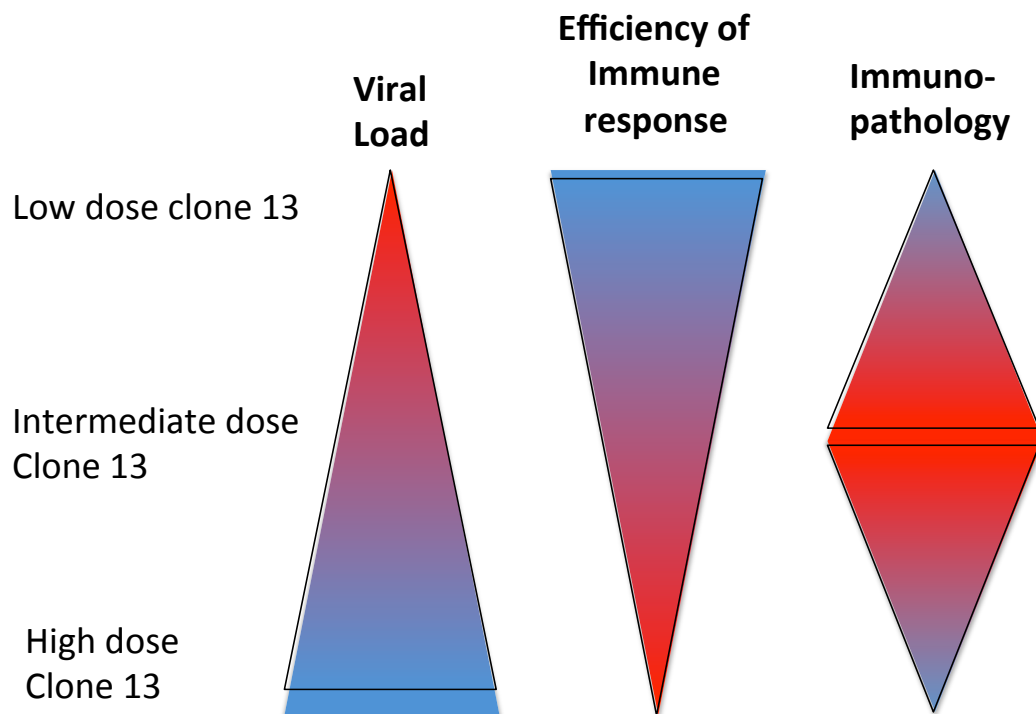 Viral
Load
Efficiency of
Immune
response
Immuno-
pathology
Low dose clone 13
Intermediate dose
Clone 13
High dose
Clone 13